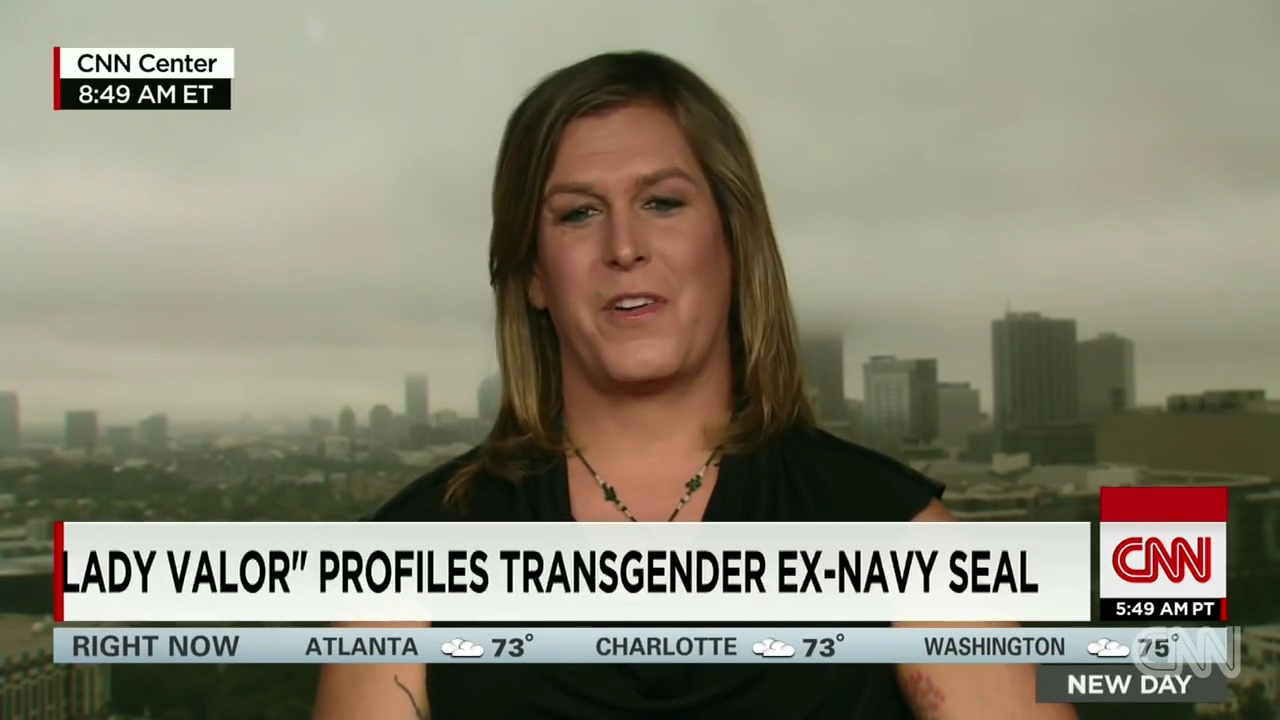 CNN Center
8:49 AM ET
LADY VALOR" PROFILES TRANSGENDER EX-NAVY SEAL
CNN
5:49 AM PT
RIGHT NOW ATLANTA 73° CHARLOTTE 73° WASHINGTON 75°
CNN
NEW DAY